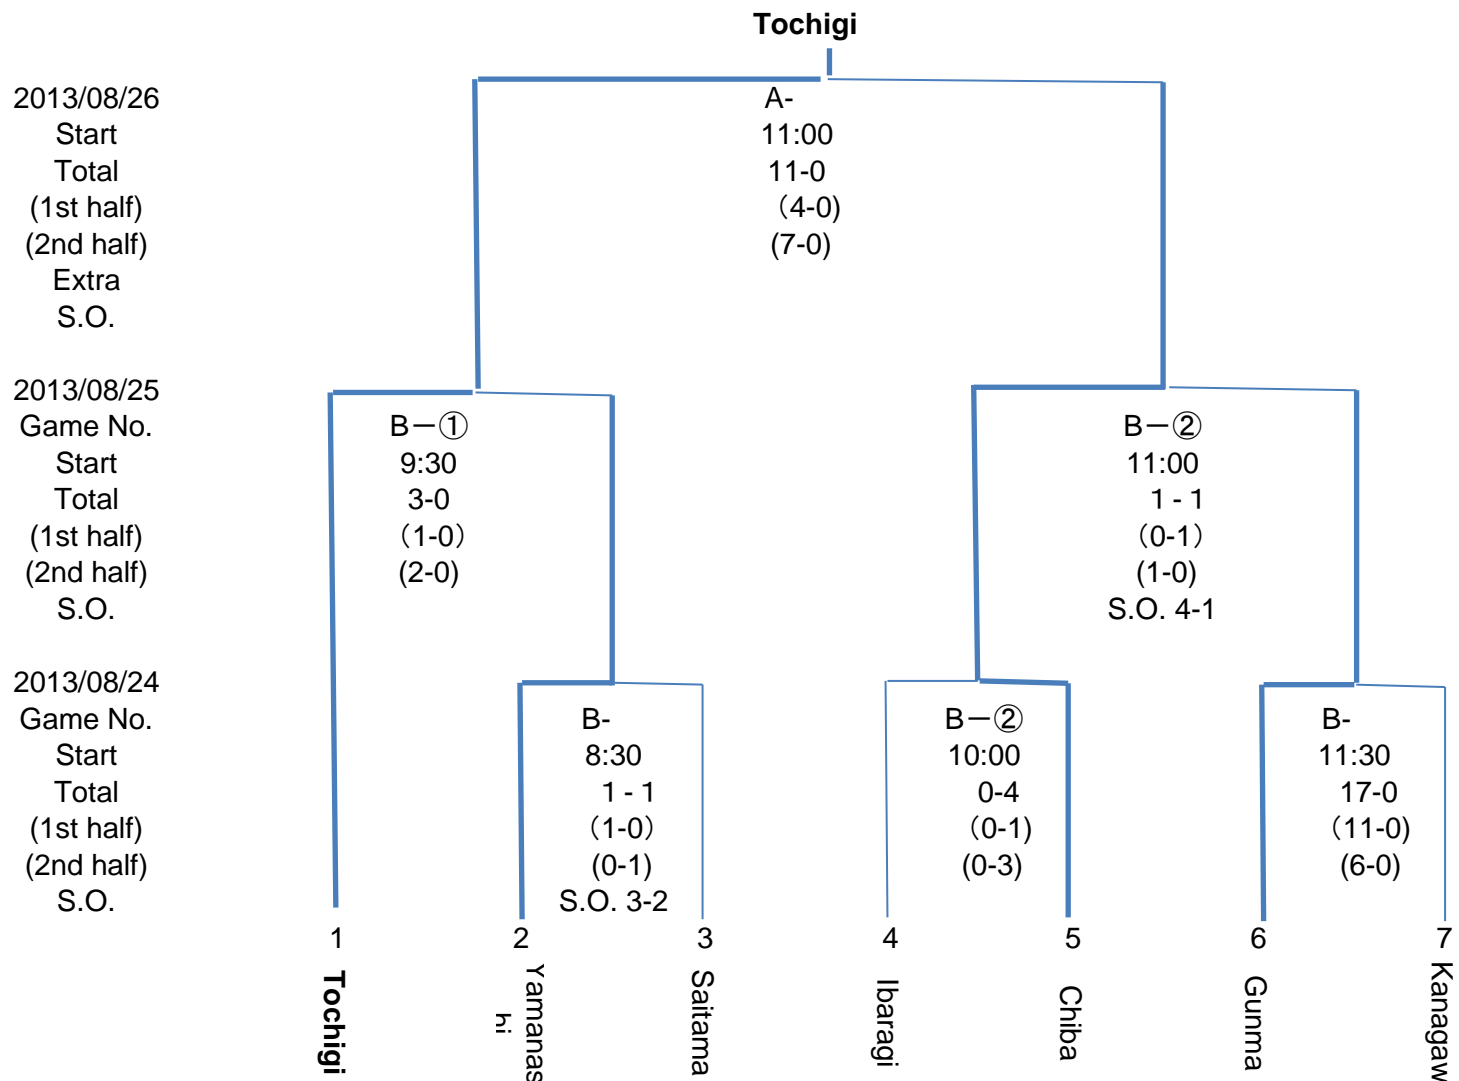 Tochigi
2013/08/26 A-
Start 11:00
Total 11-0
(1st half) （4-0)
(2nd half) (7-0)
Extra
S.O.
2013/08/25
Game No. B－① B－②
Start 9:30 11:00
Total 3-0 1 - 1
(1st half) （1-0） （0-1）
(2nd half) (2-0) (1-0)
S.O. S.O. 4-1
2013/08/24
Game No. B- B－② B-
Start 8:30 10:00 11:30
Total 1 - 1 0-4 17-0
(1st half) （1-0） （0-1) （11-0)
(2nd half) (0-1) (0-3) (6-0)
S.O. S.O. 3-2
1 2 3 4 5 6 7
Tochigi
Yamanas
hi
Saitama
Ibaragi
Chiba
Gunma
Kanagaw